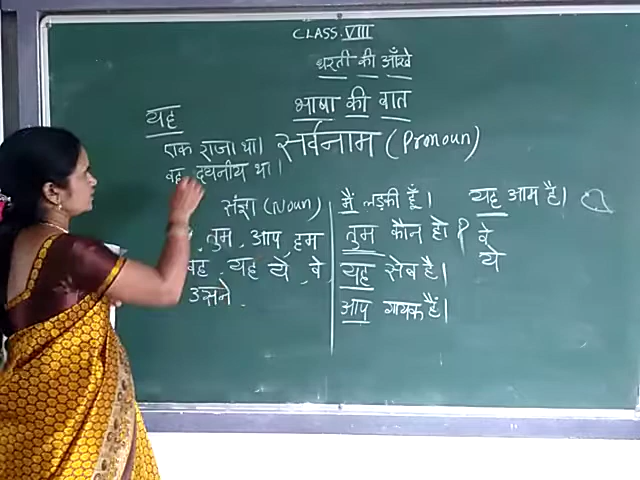 CLASS VIII
धरती की आँखे
भाषा की बात
यह
एक राजा था।
सर्वनाम (Pronoun)
वह दयनीय था।
संज्ञा (Noun)
तुम, आप, हम
वह, यह ये, वे,
उसने,
मैं लड़की हूँ।
तुम कौन हो ?
यह सेब है।
आप गायक हैं।
यह आम है।
वे
ये